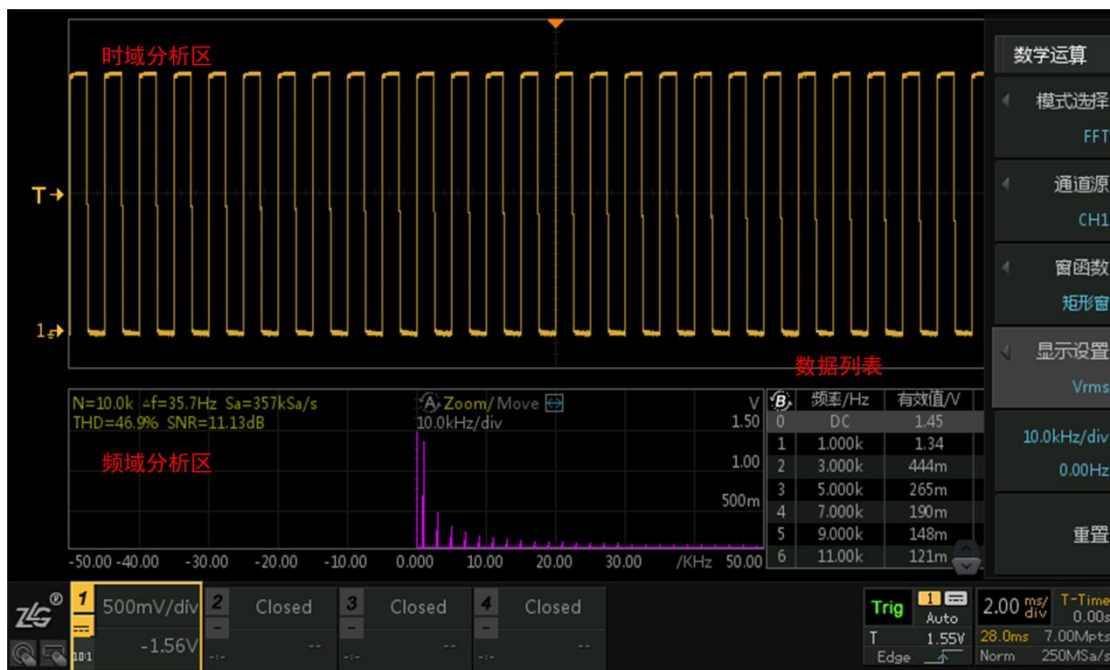 时域分析区
数学运算
模式选择
FFT
通道源
CH1
窗函数
矩形窗
显示设置
Vrms
10.0kHz/div
0.00Hz
重置
T
1
数据列表
N=10.0k △f=35.7Hz Sa=357kSa/s
THD=46.9% SNR=11.13dB
A Zoom/ Move
10.0kHz/div
V
1.50
1.00
500m
频域分析区
-50.00 -40.00 -30.00 -20.00 -10.00 0.000 10.00 20.00 30.00 /KHz 50.00
B 频率/Hz 有效值/V
0 DC 1.45
1 1.000k 1.34
2 3.000k 444m
3 5.000k 265m
4 7.000k 190m
5 9.000k 148m
6 11.00k 121m
ZLG®
1 500mV/div
-1.56V
10:1
2 Closed
--
3 Closed
--
4 Closed
--
Trig 1 Auto
T 1.55V
Edge
2.00 ms/div T-Time
0.00s
28.0ms 7.00Mpts
Norm 250MSa/s